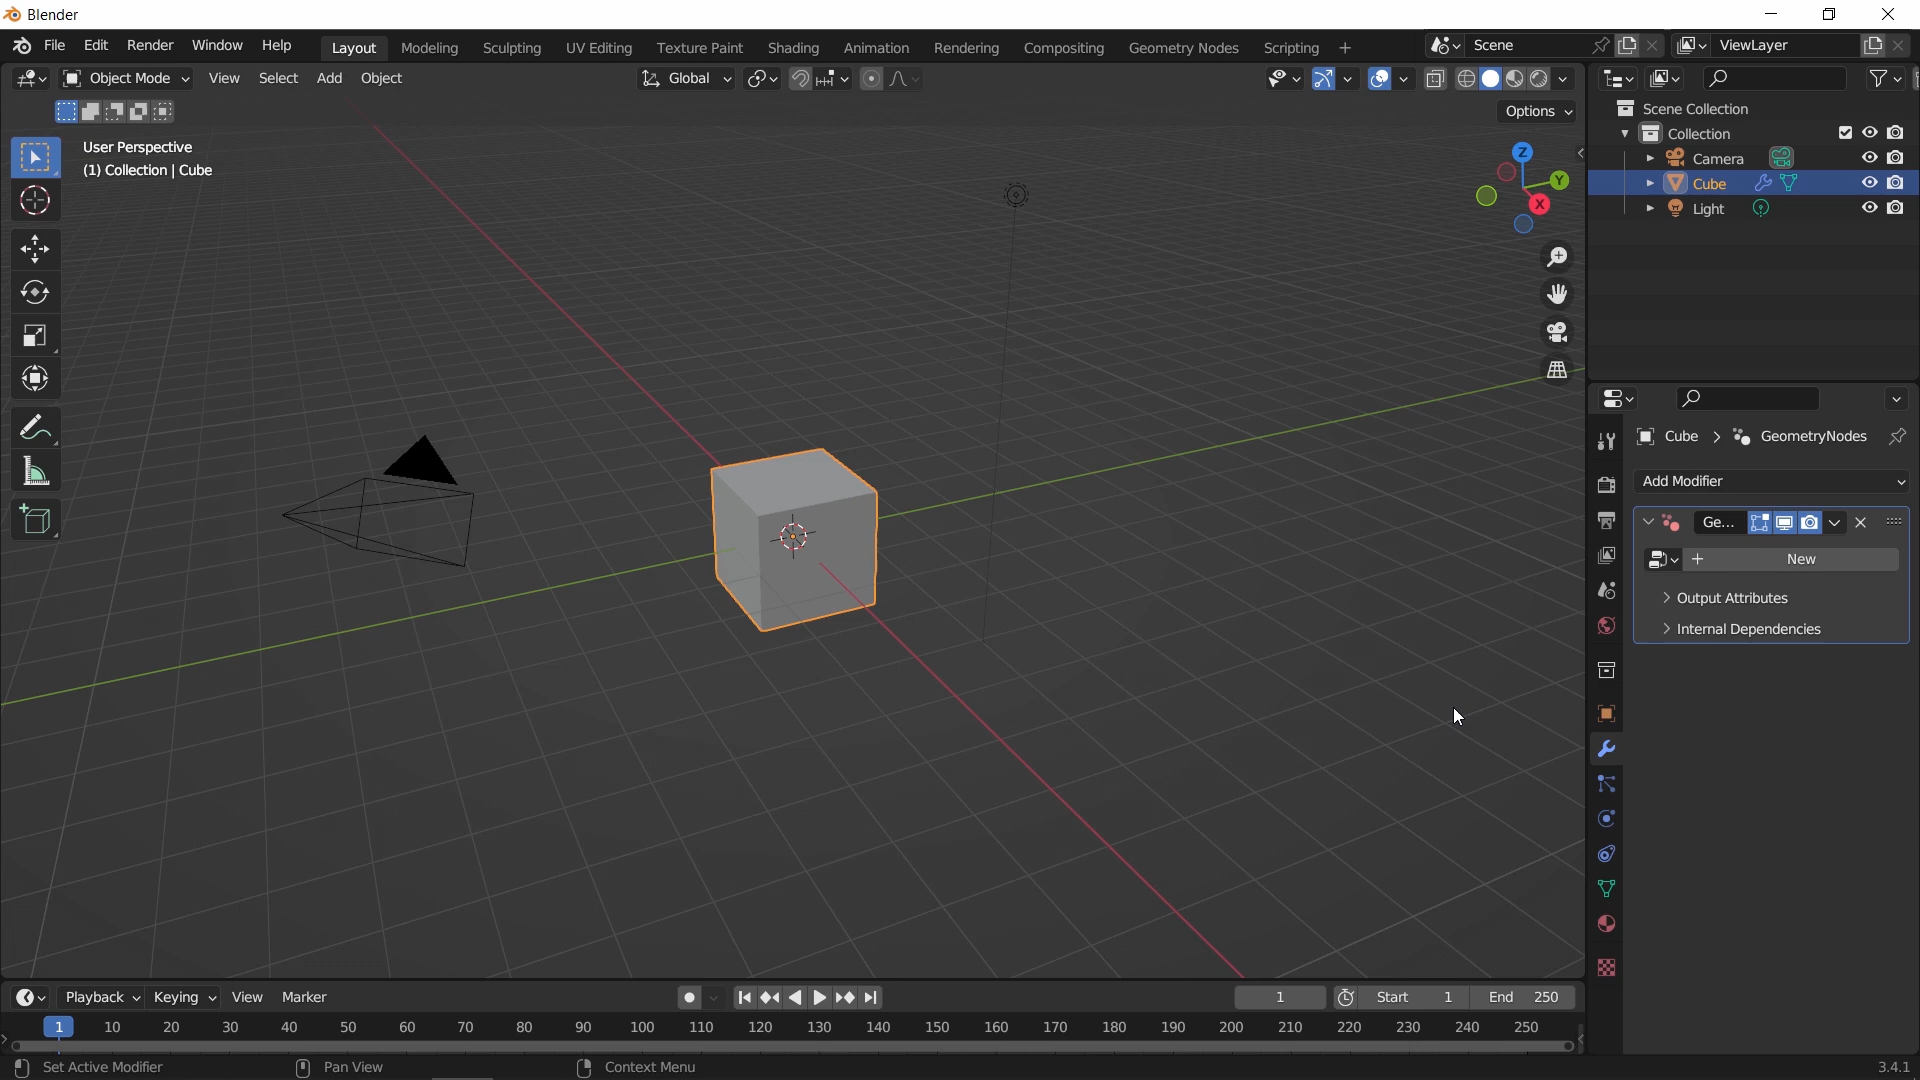 Blender
File Edit Render Window Help Layout Modeling Sculpting UV Editing Texture Paint Shading Animation Rendering Compositing Geometry Nodes Scripting + Scene ViewLayer
Object Mode View Select Add Object Global
Options
User Perspective
(1) Collection | Cube
Z
Y
X
Scene Collection
Collection
Camera
Cube
Light
Cube > GeometryNodes
Add Modifier
Ge...
+ New
Output Attributes
Internal Dependencies
Playback Keying View Marker 1 Start 1 End 250
1 10 20 30 40 50 60 70 80 90 100 110 120 130 140 150 160 170 180 190 200 210 220 230 240 250
Set Active Modifier Pan View Context Menu 3.4.1